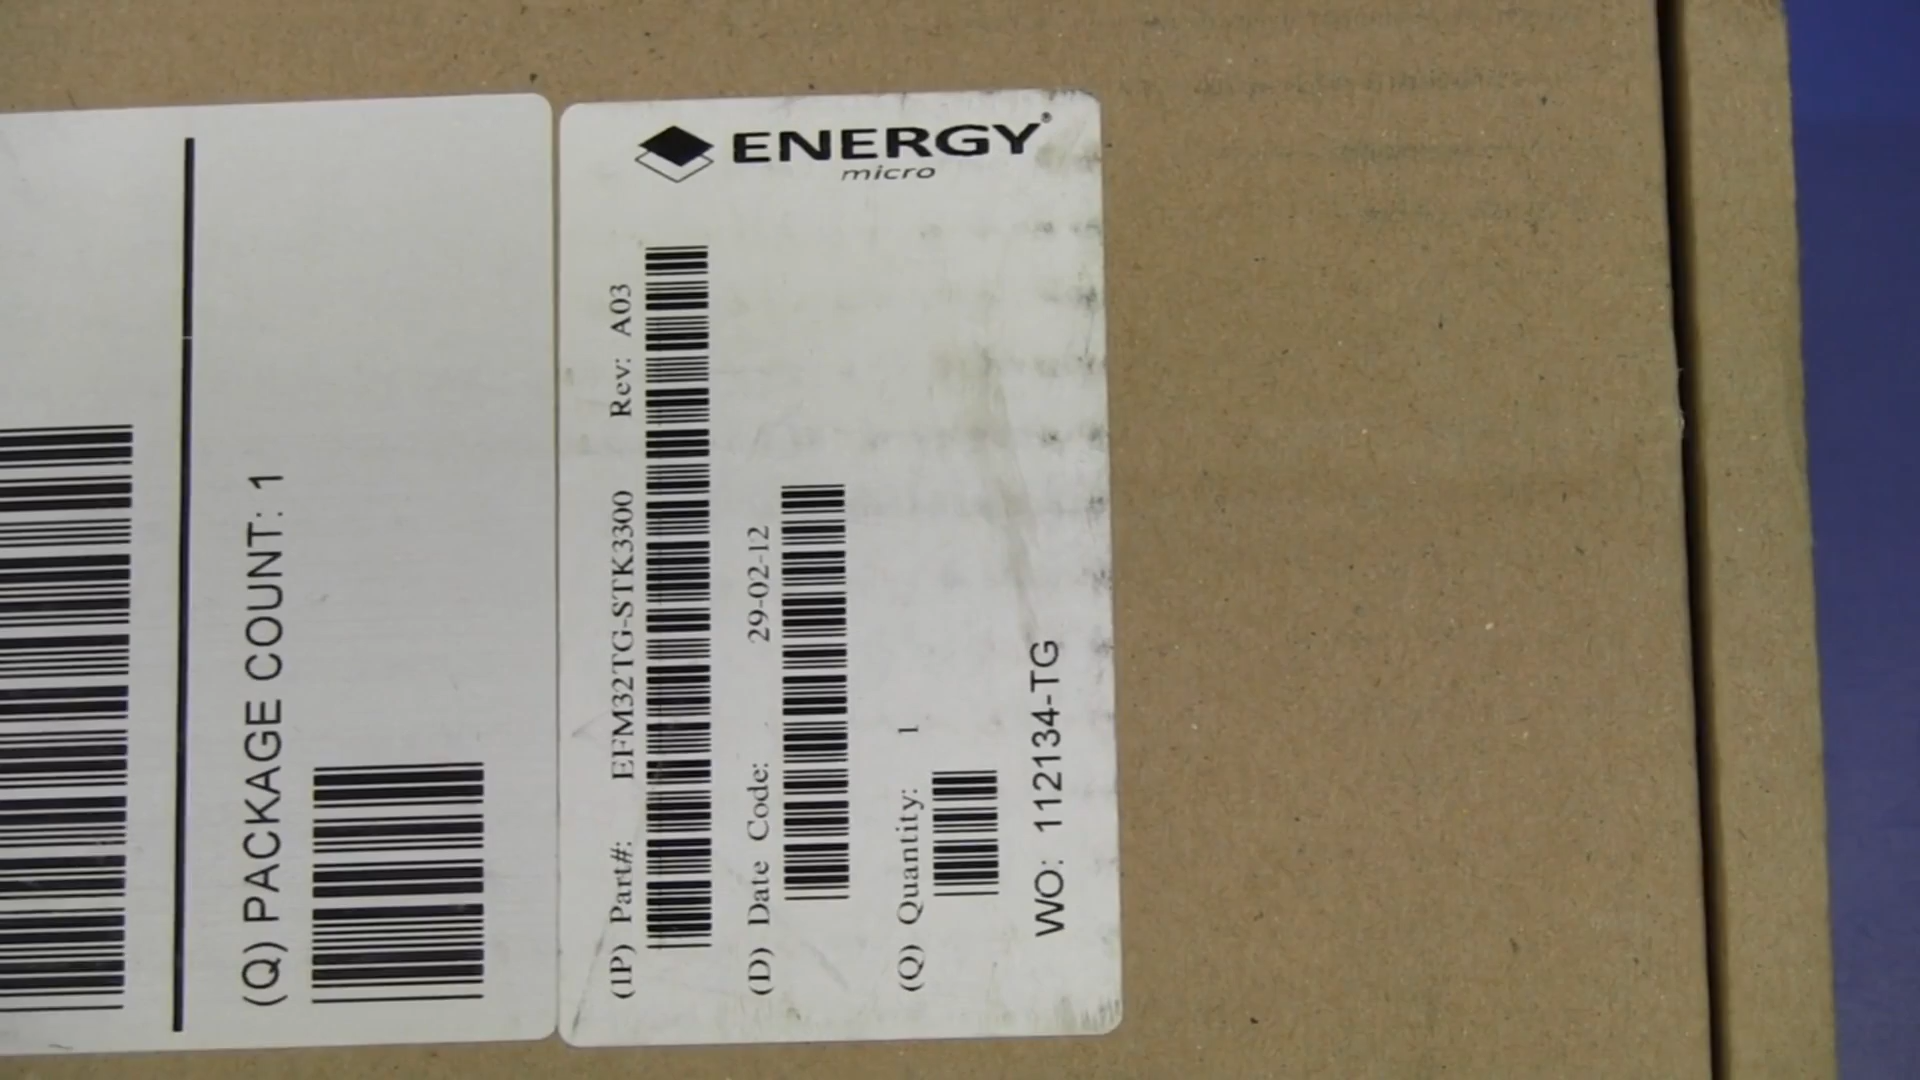 (Q) PACKAGE COUNT: 1
ENERGY®
micro
(1P) Part#: EFM32TG-STK3300 Rev: A03
(D) Date Code: 29-02-12
(Q) Quantity: 1
WO: 112134-TG